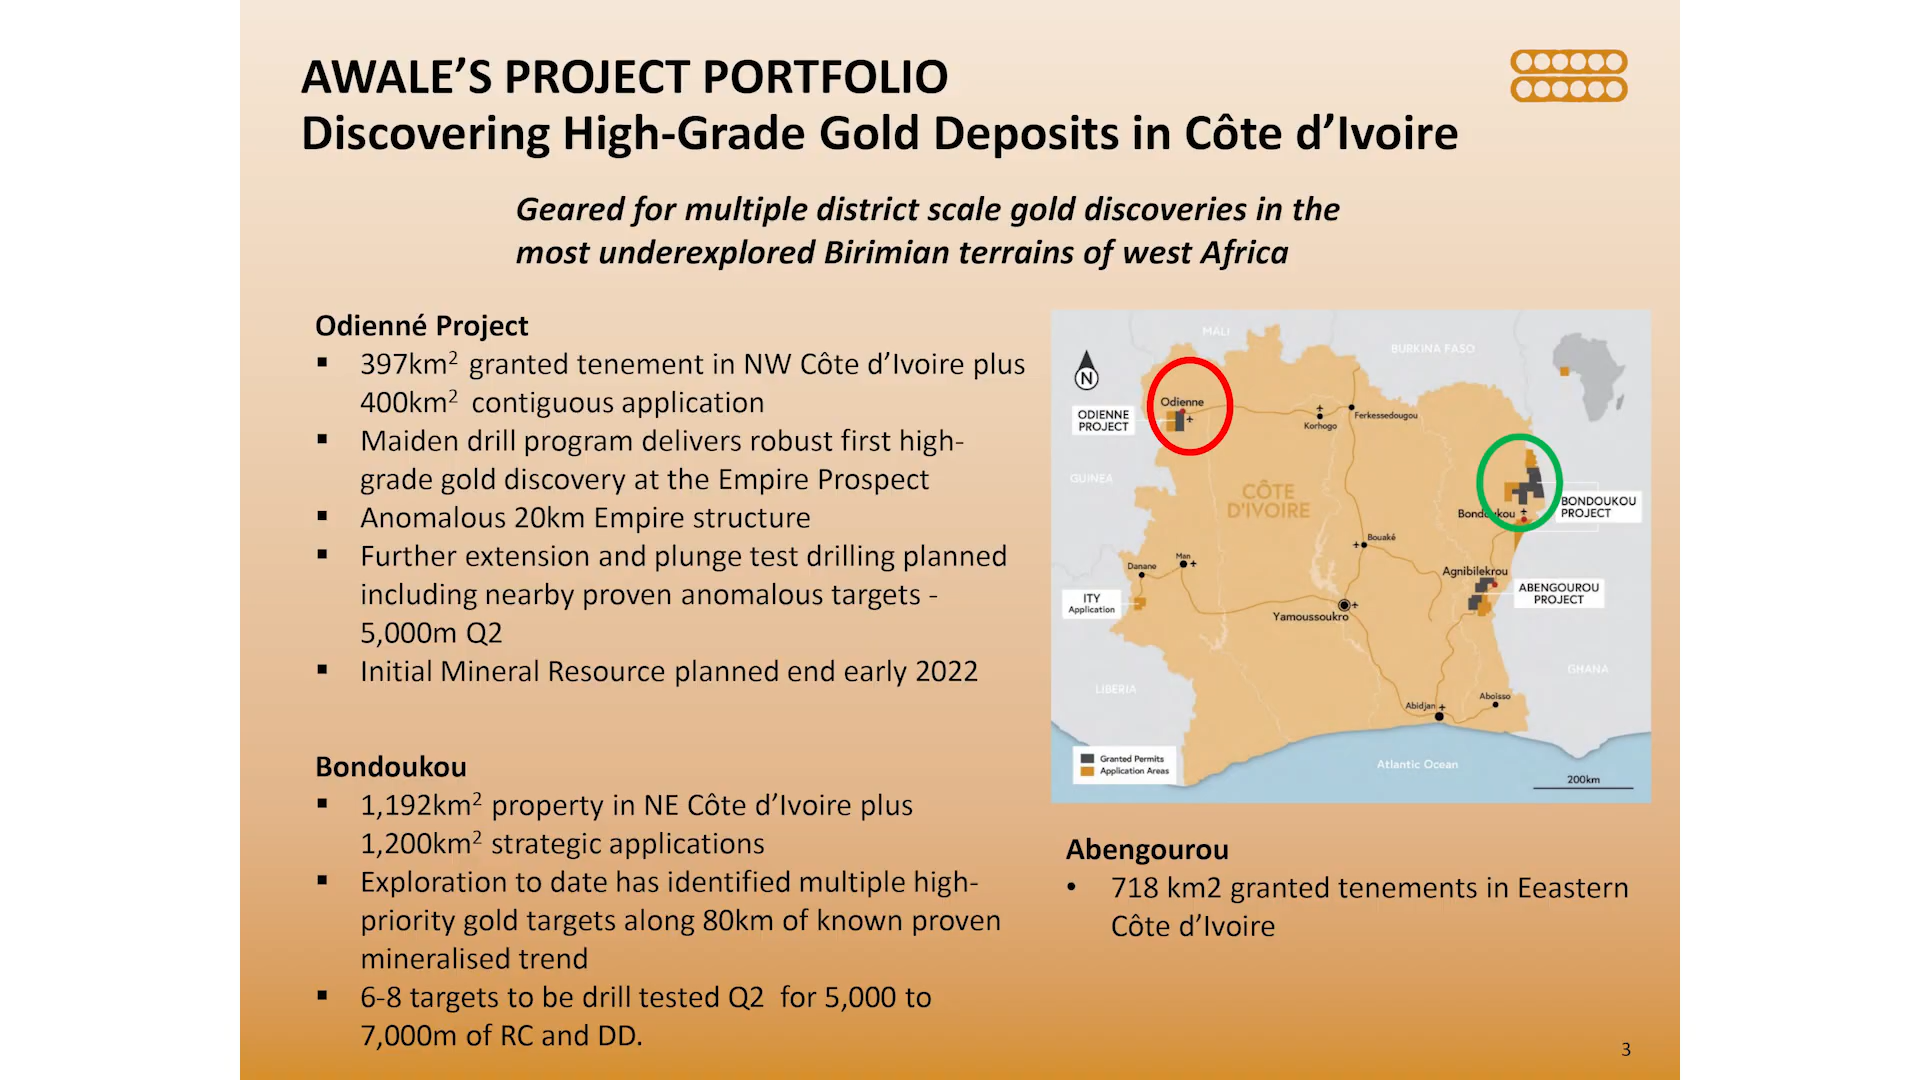 AWALE’S PROJECT PORTFOLIO
Discovering High-Grade Gold Deposits in Côte d’Ivoire
Geared for multiple district scale gold discoveries in the
most underexplored Birimian terrains of west Africa
Odienné Project
▪ 397km² granted tenement in NW Côte d’Ivoire plus
400km² contiguous application
▪ Maiden drill program delivers robust first high-
grade gold discovery at the Empire Prospect
▪ Anomalous 20km Empire structure
▪ Further extension and plunge test drilling planned
including nearby proven anomalous targets -
5,000m Q2
▪ Initial Mineral Resource planned end early 2022
Bondoukou
▪ 1,192km² property in NE Côte d’Ivoire plus
1,200km² strategic applications
▪ Exploration to date has identified multiple high-
priority gold targets along 80km of known proven
mineralised trend
▪ 6-8 targets to be drill tested Q2 for 5,000 to
7,000m of RC and DD.
MALI
BURKINA FASO
N
Odienne
ODIENNE
PROJECT
Korhogo
Ferkessedougou
GUINEA
CÔTE
D'IVOIRE
Bondoukou
BONDOUKOU
PROJECT
Bouaké
Man
Danane
Agnibilekrou
ITY
Application
ABENGOUROU
PROJECT
Yamoussoukro
GHANA
LIBERIA
Aboisso
Abidjan
Granted Permits
Application Areas
Atlantic Ocean
200km
Abengourou
• 718 km2 granted tenements in Eeastern
Côte d’Ivoire
3